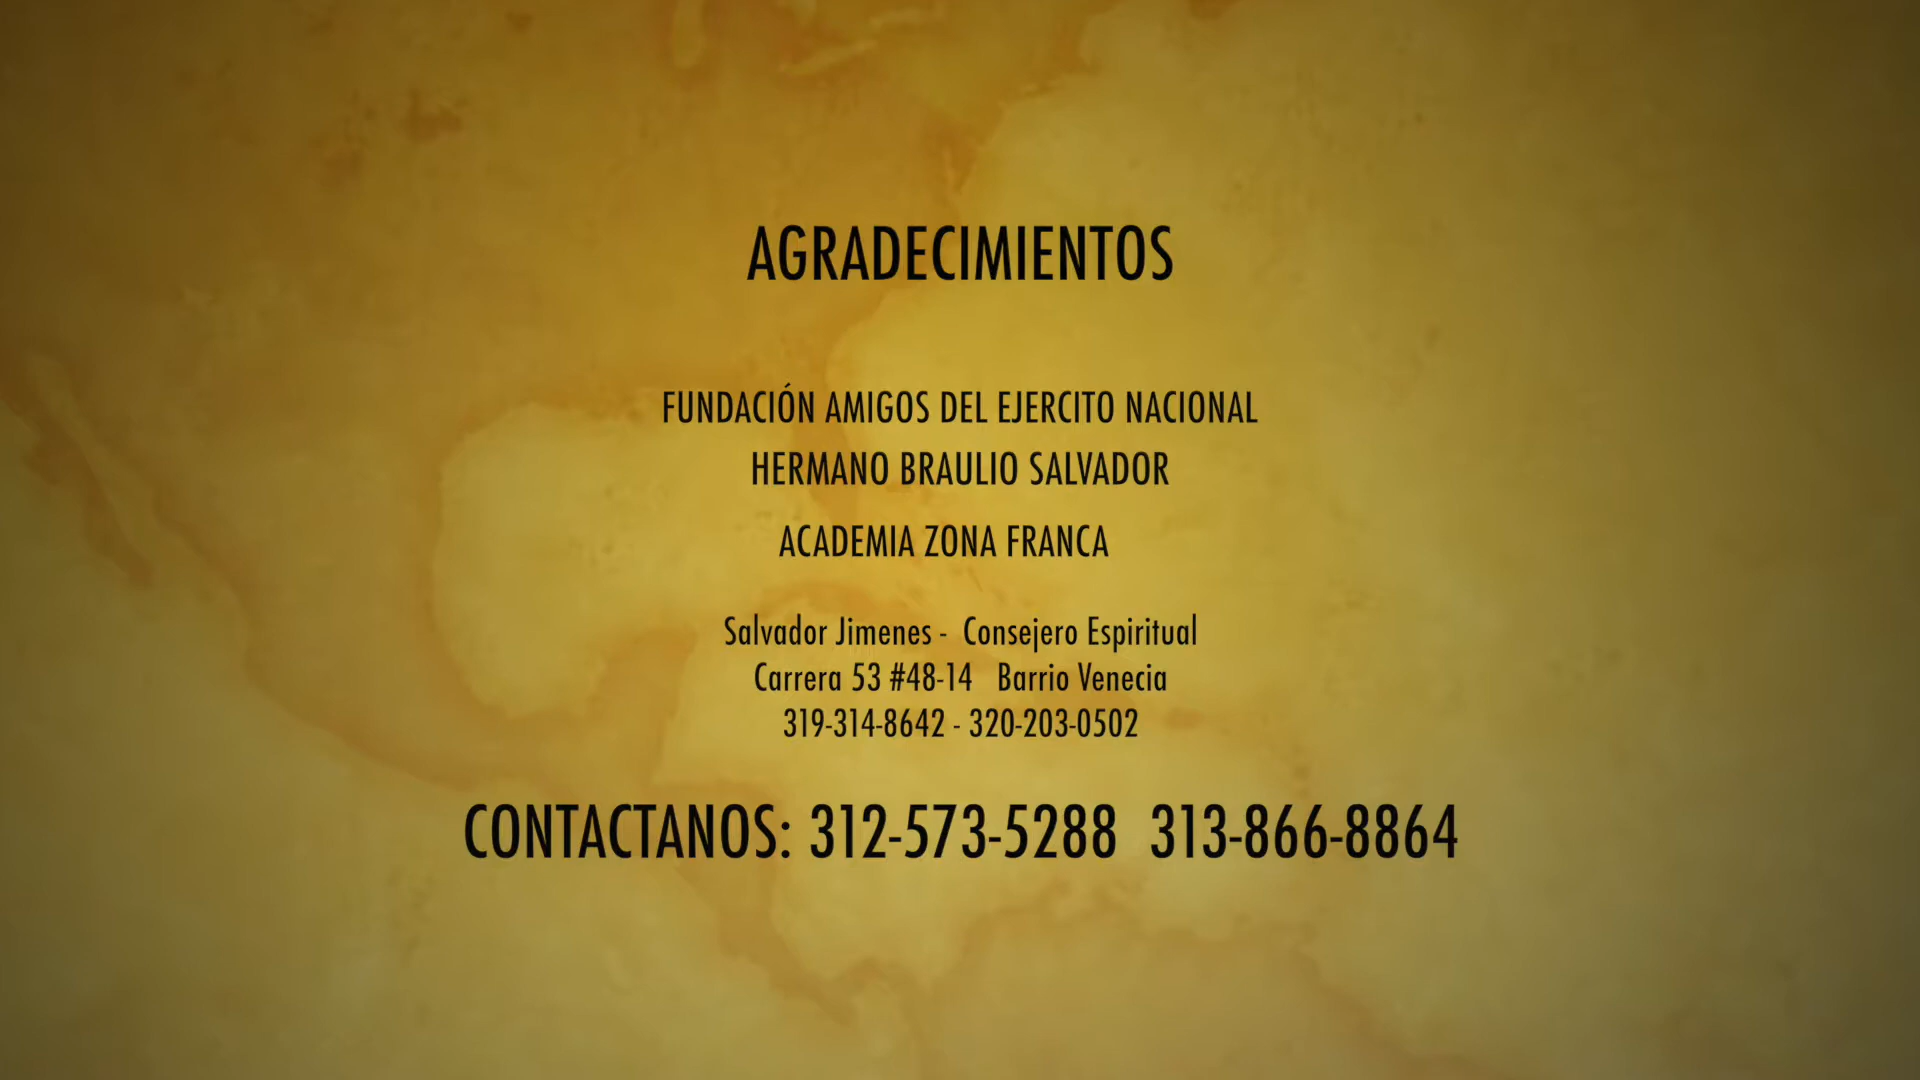 AGRADECIMIENTOS
FUNDACIÓN AMIGOS DEL EJERCITO NACIONAL
HERMANO BRAULIO SALVADOR
ACADEMIA ZONA FRANCA
Salvador Jimenes - Consejero Espiritual
Carrera 53 #48-14 Barrio Venecia
319-314-8642 - 320-203-0502
CONTACTANOS: 312-573-5288 313-866-8864